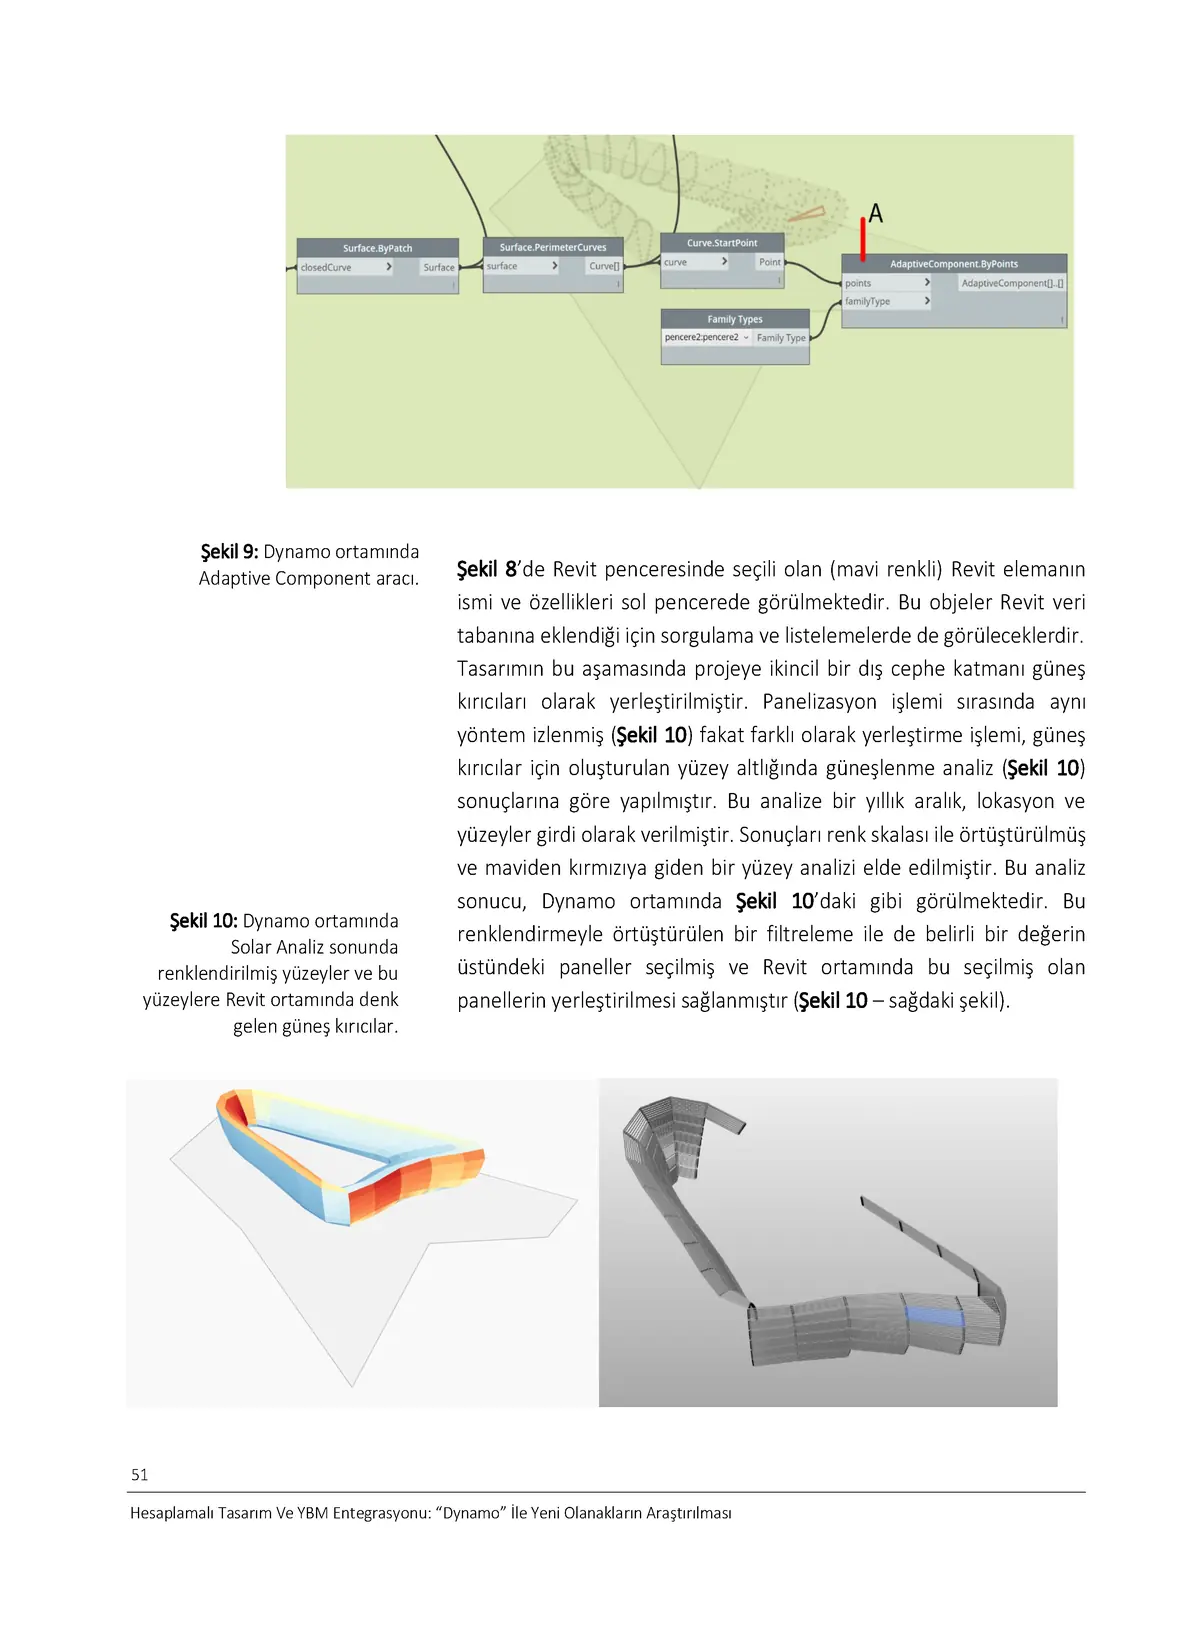 A
Surface.ByPatch
closedCurve > Surface
Surface.PerimeterCurves
surface > Curve[]
Curve.StartPoint
curve > Point
Family Types
pencere2:pencere2 Family Type
AdaptiveComponent.ByPoints
points > AdaptiveComponent[]..[]
familyType >
Şekil 9: Dynamo ortamında
Adaptive Component aracı.
Şekil 8’de Revit penceresinde seçili olan (mavi renkli) Revit elemanın
ismi ve özellikleri sol pencerede görülmektedir. Bu objeler Revit veri
tabanına eklendiği için sorgulama ve listelemelerde de görüleceklerdir.
Tasarımın bu aşamasında projeye ikincil bir dış cephe katmanı güneş
kırıcıları olarak yerleştirilmiştir. Panelizasyon işlemi sırasında aynı
yöntem izlenmiş (Şekil 10) fakat farklı olarak yerleştirme işlemi, güneş
kırıcılar için oluşturulan yüzey altlığında güneşlenme analiz (Şekil 10)
sonuçlarına göre yapılmıştır. Bu analize bir yıllık aralık, lokasyon ve
yüzeyler girdi olarak verilmiştir. Sonuçları renk skalası ile örtüştürülmüş
ve maviden kırmızıya giden bir yüzey analizi elde edilmiştir. Bu analiz
sonucu, Dynamo ortamında Şekil 10’daki gibi görülmektedir. Bu
renklendirmeyle örtüştürülen bir filtreleme ile de belirli bir değerin
üstündeki paneller seçilmiş ve Revit ortamında bu seçilmiş olan
panellerin yerleştirilmesi sağlanmıştır (Şekil 10 – sağdaki şekil).
Şekil 10: Dynamo ortamında
Solar Analiz sonunda
renklendirilmiş yüzeyler ve bu
yüzeylere Revit ortamında denk
gelen güneş kırıcılar.
51
Hesaplamalı Tasarım Ve YBM Entegrasyonu: “Dynamo” İle Yeni Olanakların Araştırılması